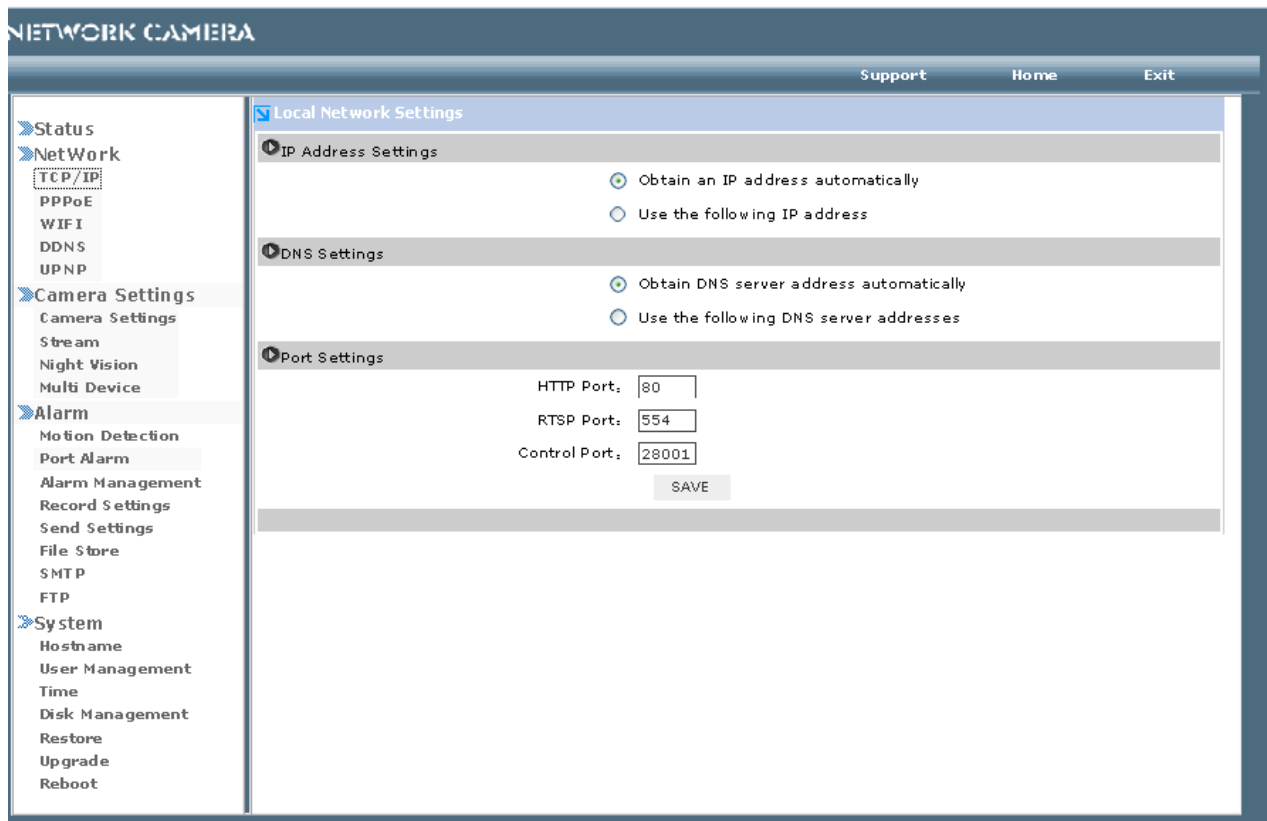 NETWORK CAMERA
Support Home Exit
Status
NetWork
TCP/IP
PPPoE
WIFI
DDNS
UPNP
Camera Settings
Camera Settings
Stream
Night Vision
Multi Device
Alarm
Motion Detection
Port Alarm
Alarm Management
Record Settings
Send Settings
File Store
SMTP
FTP
System
Hostname
User Management
Time
Disk Management
Restore
Upgrade
Reboot
Local Network Settings
IP Address Settings
Obtain an IP address automatically
Use the following IP address
DNS Settings
Obtain DNS server address automatically
Use the following DNS server addresses
Port Settings
HTTP Port: 80
RTSP Port: 554
Control Port: 28001
SAVE